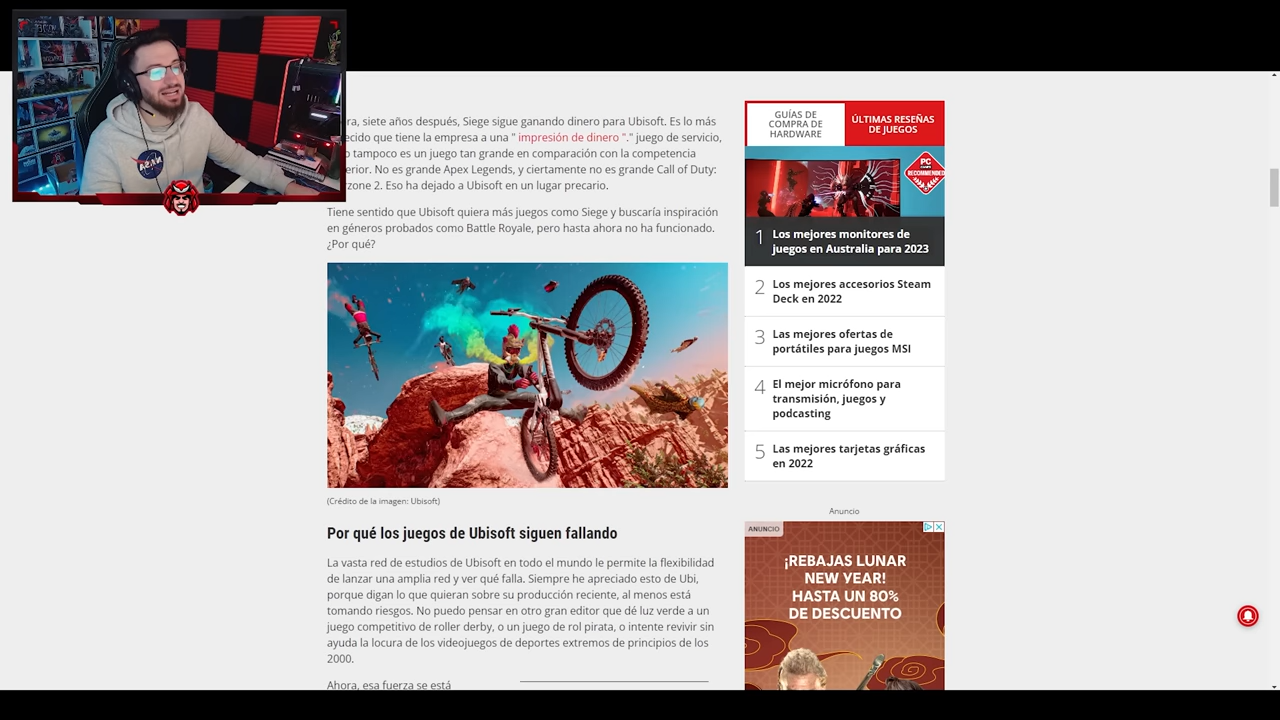 ra, siete años después, Siege sigue ganando dinero para Ubisoft. Es lo más
ecido que tiene la empresa a una " impresión de dinero "." juego de servicio,
tampoco es un juego tan grande en comparación con la competencia
erior. No es grande Apex Legends, y ciertamente no es grande Call of Duty:
rzone 2. Eso ha dejado a Ubisoft en un lugar precario.
Tiene sentido que Ubisoft quiera más juegos como Siege y buscaría inspiración
en géneros probados como Battle Royale, pero hasta ahora no ha funcionado.
¿Por qué?
(Crédito de la imagen: Ubisoft)
Por qué los juegos de Ubisoft siguen fallando
La vasta red de estudios de Ubisoft en todo el mundo le permite la flexibilidad
de lanzar una amplia red y ver qué falla. Siempre he apreciado esto de Ubi,
porque digan lo que quieran sobre su producción reciente, al menos está
tomando riesgos. No puedo pensar en otro gran editor que dé luz verde a un
juego competitivo de roller derby, o un juego de rol pirata, o intente revivir sin
ayuda la locura de los videojuegos de deportes extremos de principios de los
2000.
Ahora, esa fuerza se está
GUÍAS DE
COMPRA DE
HARDWARE
ÚLTIMAS RESEÑAS
DE JUEGOS
PC
RECOMMENDED
1 Los mejores monitores de
juegos en Australia para 2023
2 Los mejores accesorios Steam
Deck en 2022
3 Las mejores ofertas de
portátiles para juegos MSI
4 El mejor micrófono para
transmisión, juegos y
podcasting
5 Las mejores tarjetas gráficas
en 2022
Anuncio
ANUNCIO
¡REBAJAS LUNAR
NEW YEAR!
HASTA UN 80%
DE DESCUENTO